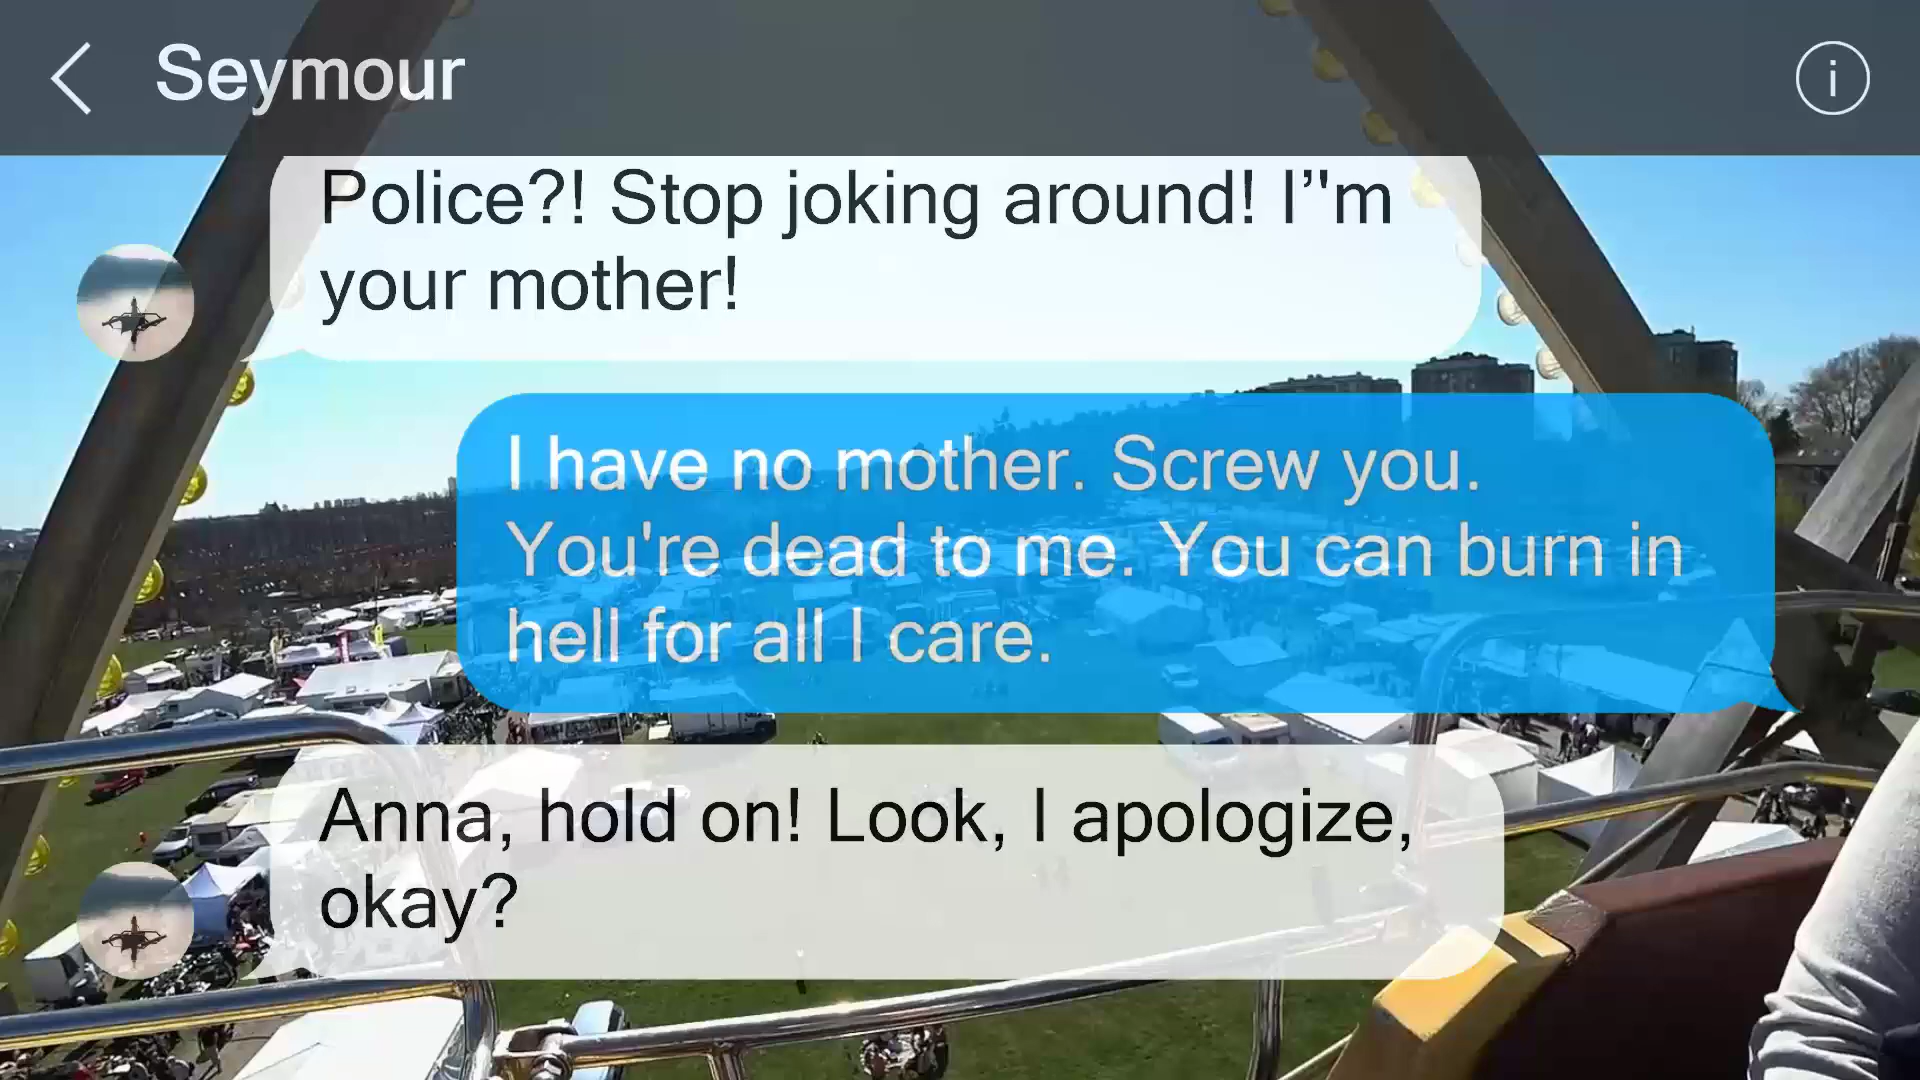 Seymour
Police?! Stop joking around! I’'m
your mother!
I have no mother. Screw you.
You're dead to me. You can burn in
hell for all I care.
Anna, hold on! Look, I apologize,
okay?